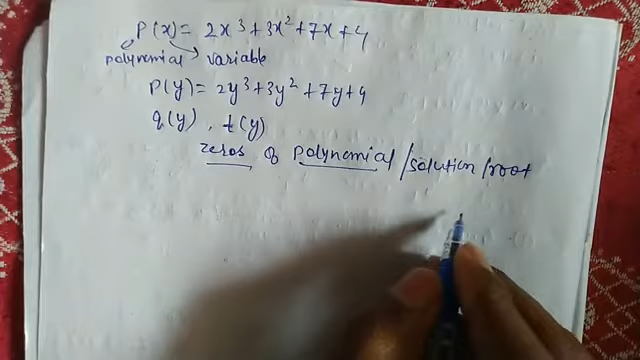 P(x) = 2x³+3x²+7x+4
polynomial variable
P(y) = 2y³+3y²+7y+4
q(y), t(y)
zeros of polynomial/solution/root